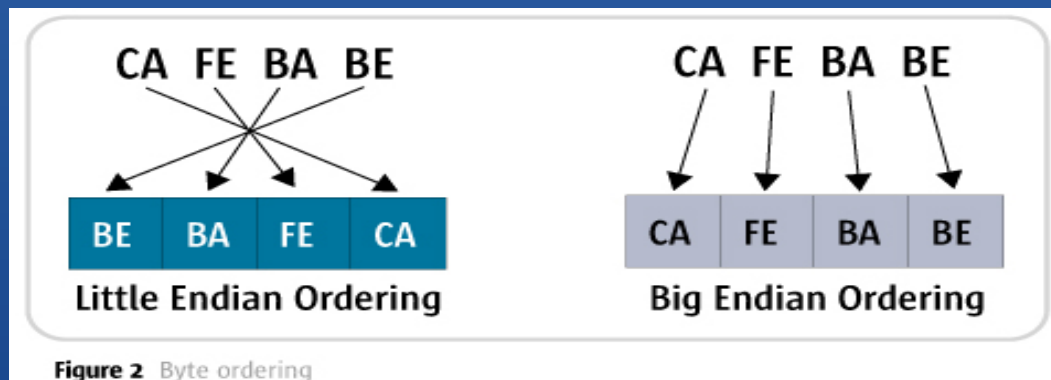 CA FE BA BE
BE BA FE CA
Little Endian Ordering
CA FE BA BE
CA FE BA BE
Big Endian Ordering
Figure 2 Byte ordering